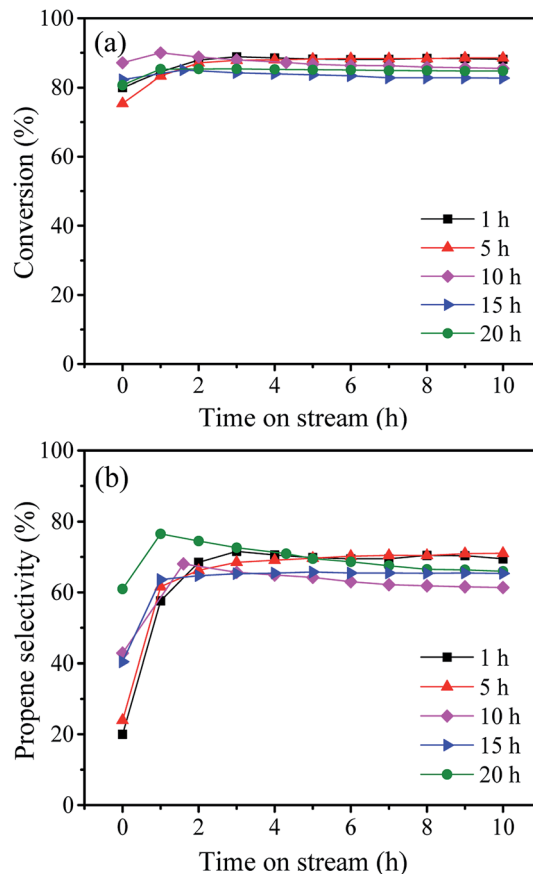 (a)
Conversion (%)
100
80
60
40
20
0
1 h
5 h
10 h
15 h
20 h
0 2 4 6 8 10
Time on stream (h)
(b)
Propene selectivity (%)
100
80
60
40
20
0
1 h
5 h
10 h
15 h
20 h
0 2 4 6 8 10
Time on stream (h)